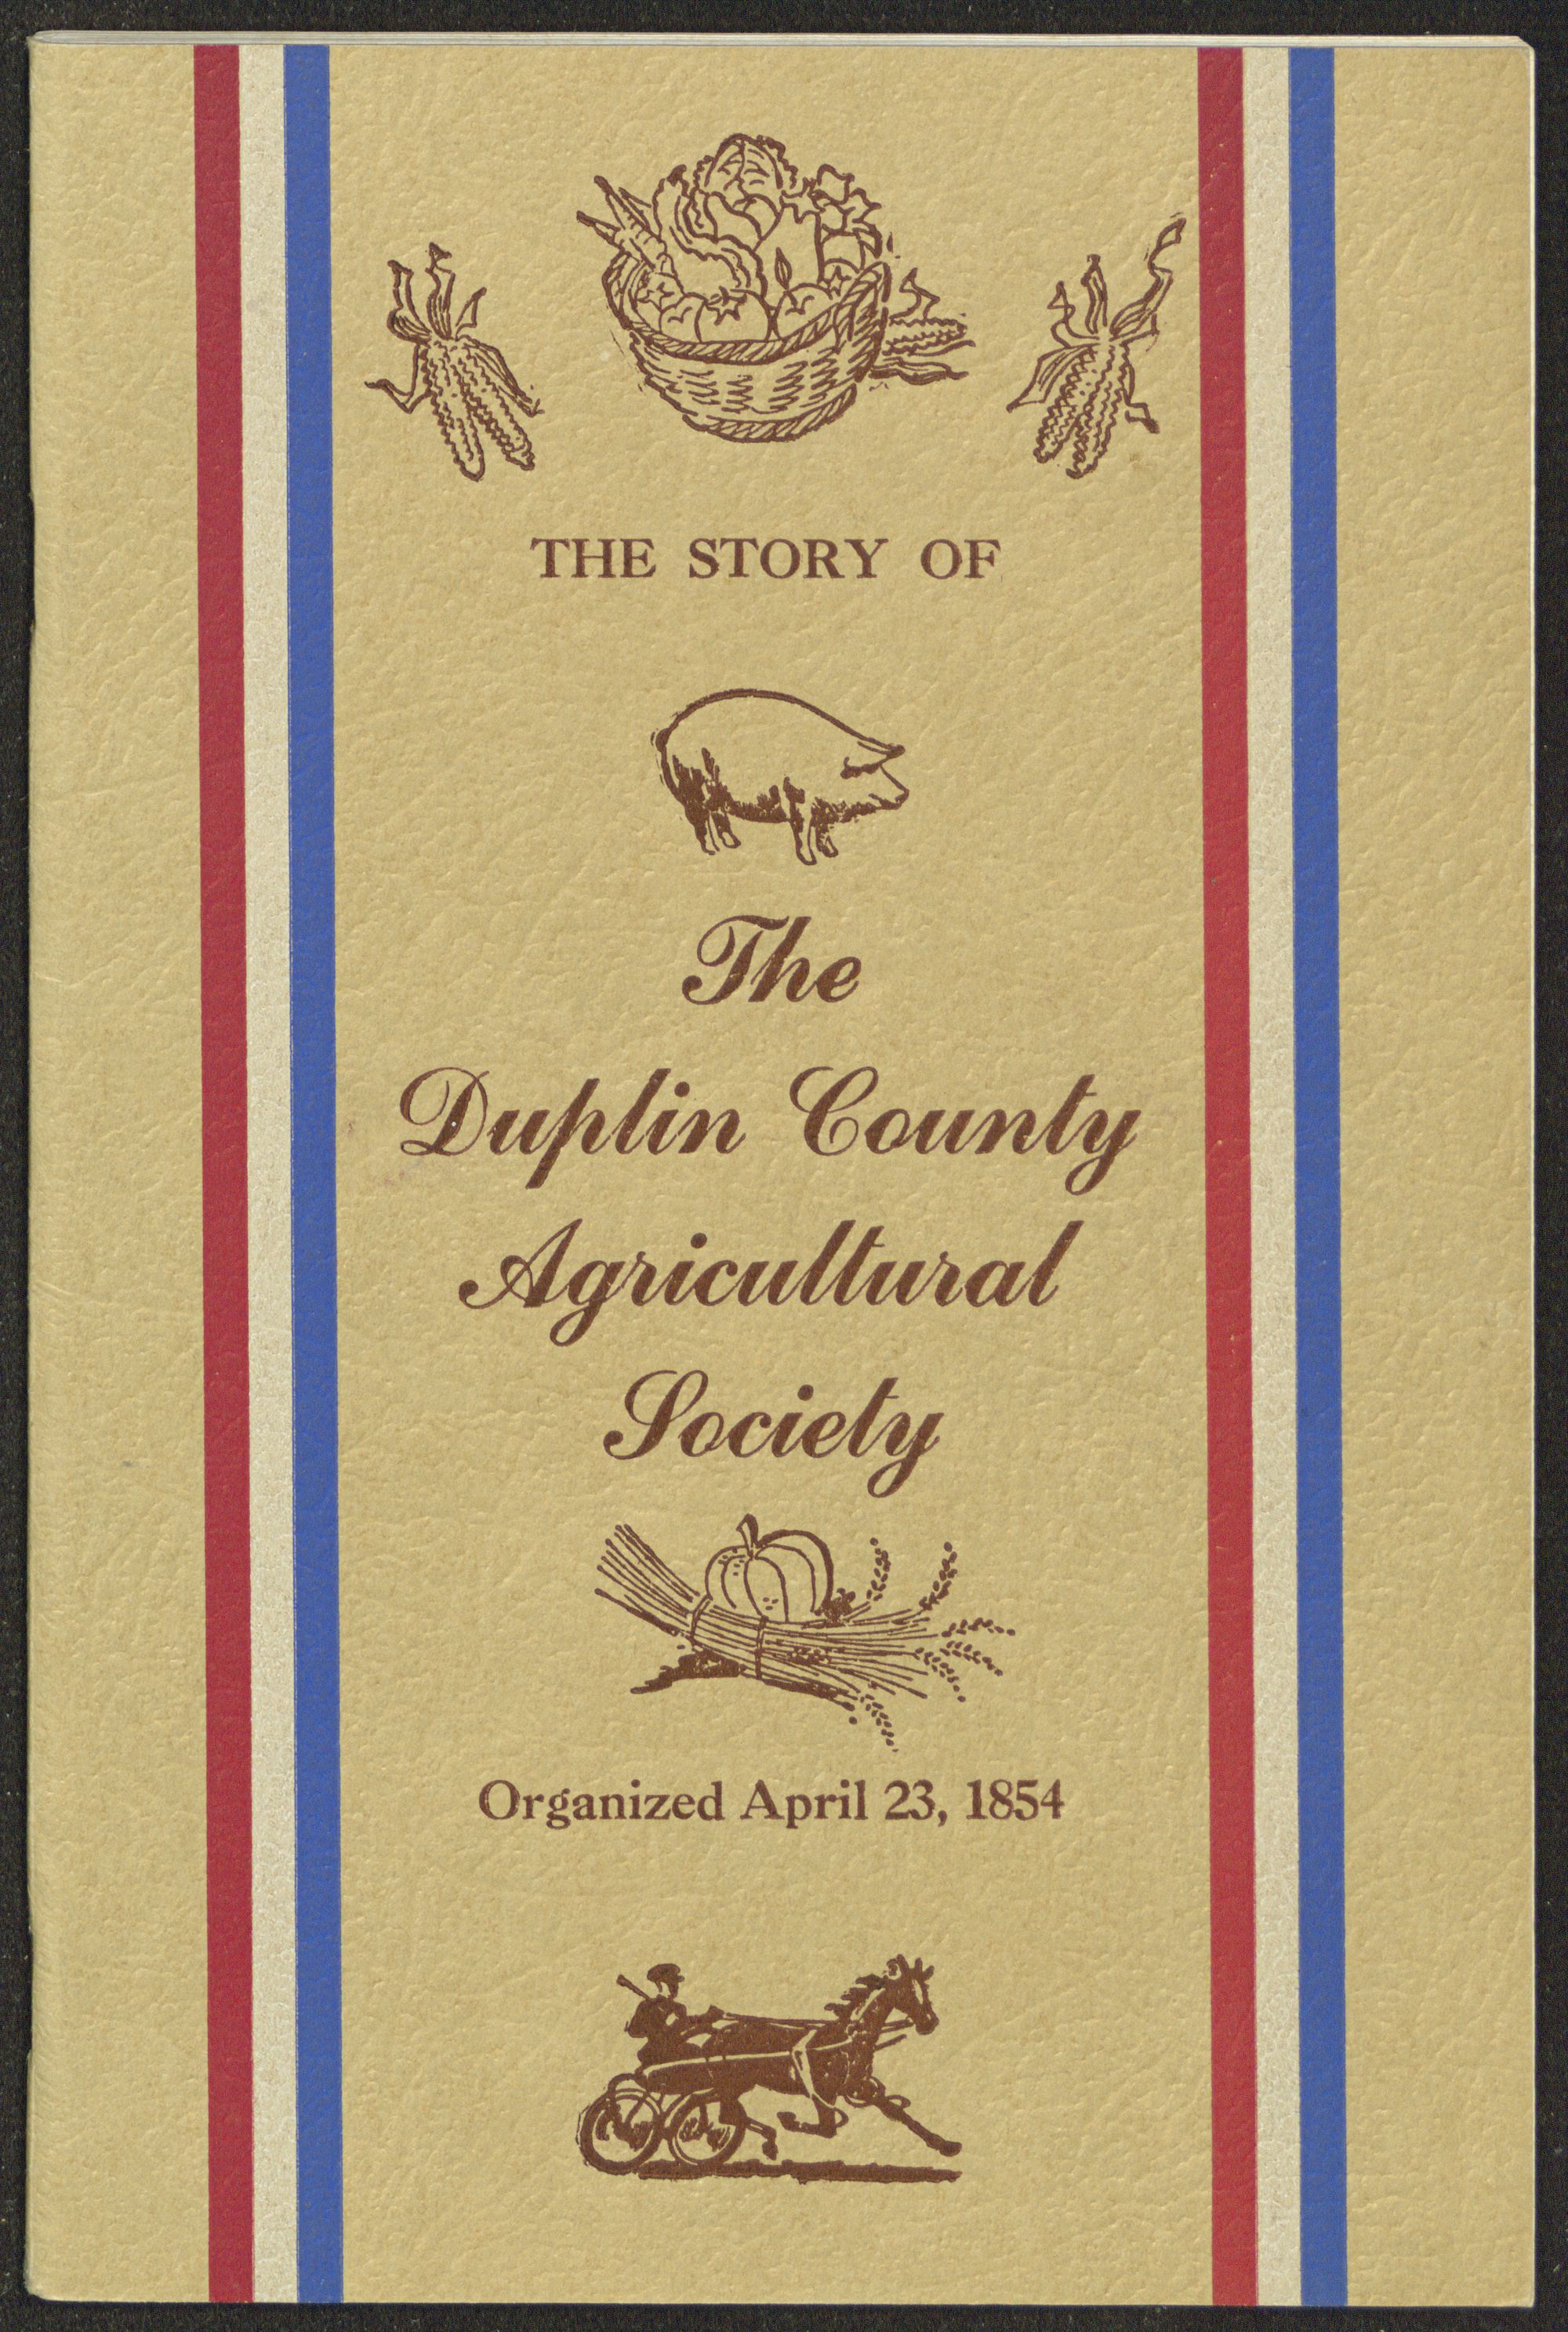 THE STORY OF
The
Duplin County
Agricultural
Society
Organized April 23, 1854